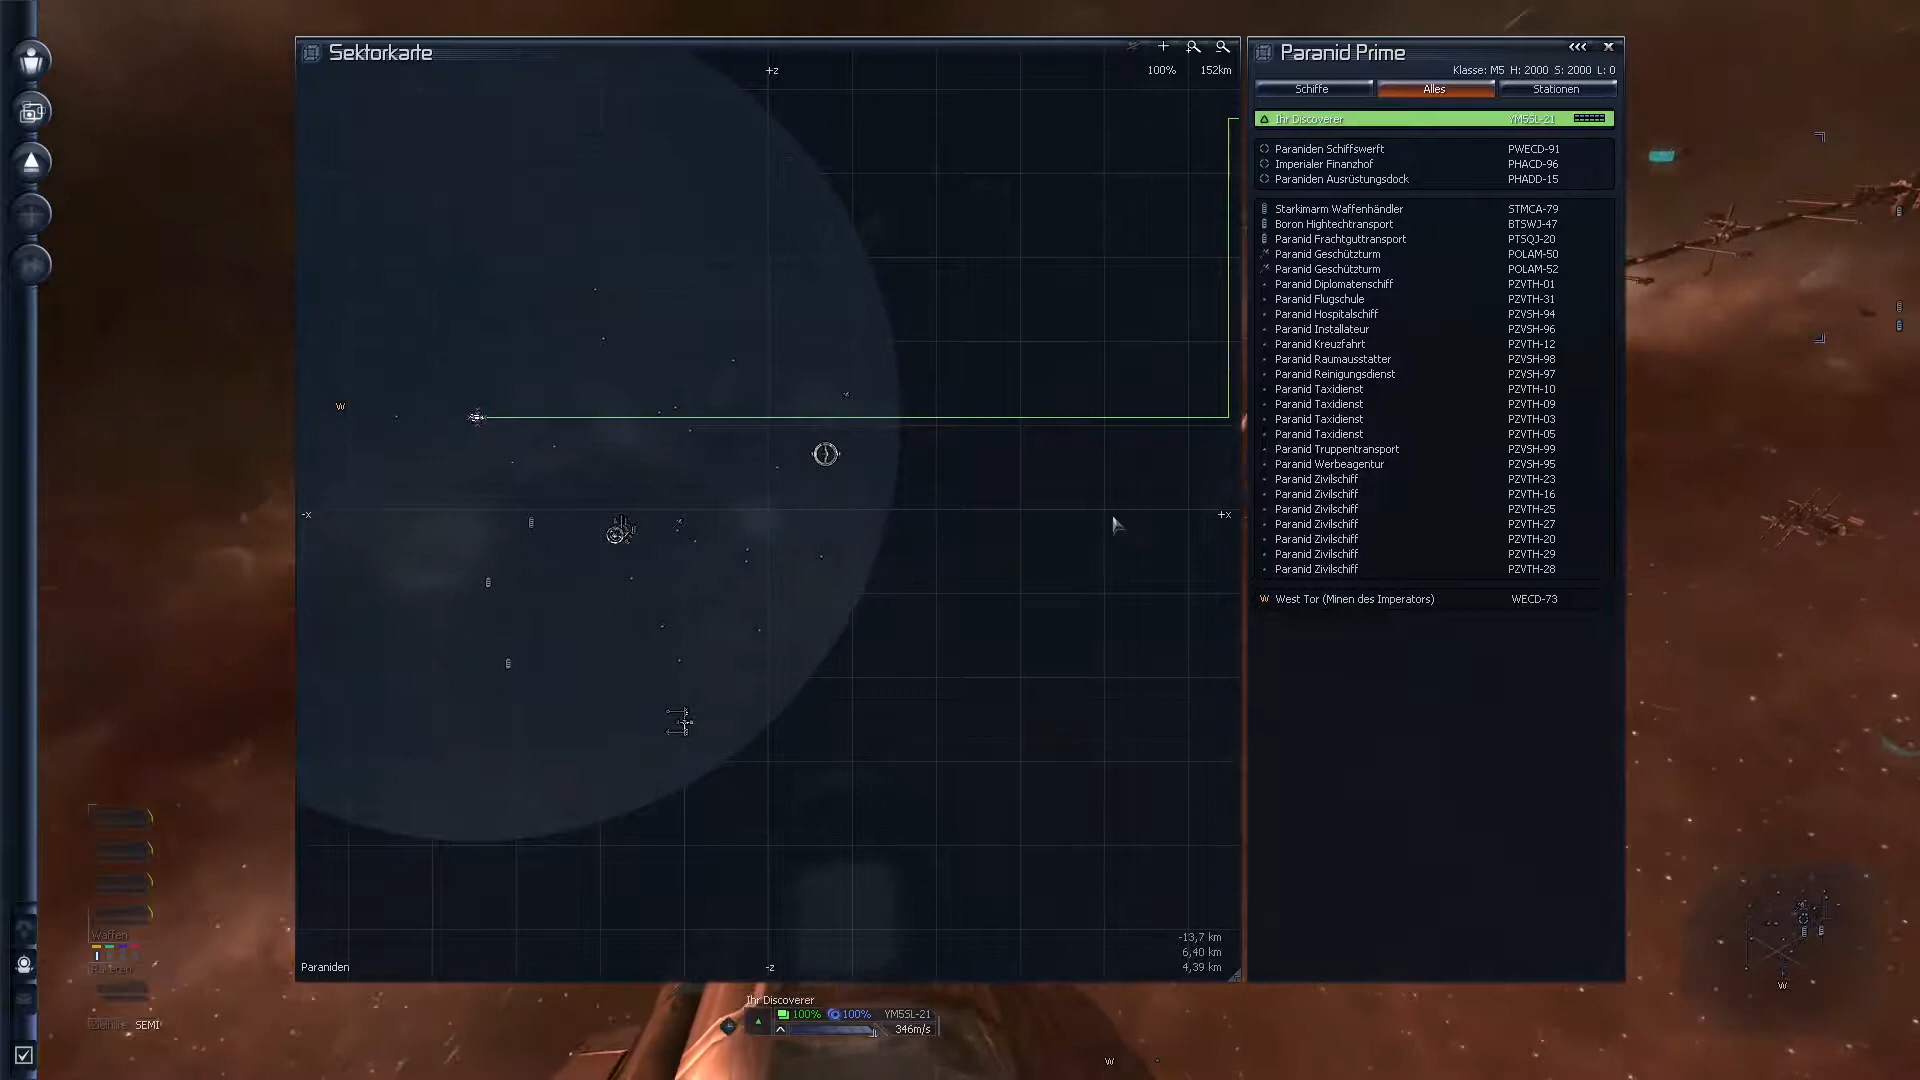 Sektorkarte
100%
152km
+z
W
-x
+x
-13,7 km
6,40 km
4,39 km
Paraniden
-z
Paranid Prime
Klasse: M5 H: 2000 S: 2000 L: 0
Schiffe
Alles
Stationen
Ihr Discoverer YM5SL-21
Paraniden Schiffswerft PWECD-91
Imperialer Finanzhof PHACD-96
Paraniden Ausrüstungsdock PHADD-15
Starkimarm Waffenhändler STMCA-79
Boron Hightechtransport BTSWJ-47
Paranid Frachtguttransport PTSQJ-20
Paranid Geschützturm POLAM-50
Paranid Geschützturm POLAM-52
Paranid Diplomatenschiff PZVTH-01
Paranid Flugschule PZVTH-31
Paranid Hospitalschiff PZVSH-94
Paranid Installateur PZVSH-96
Paranid Kreuzfahrt PZVTH-12
Paranid Raumausstatter PZVSH-98
Paranid Reinigungsdienst PZVSH-97
Paranid Taxidienst PZVTH-10
Paranid Taxidienst PZVTH-09
Paranid Taxidienst PZVTH-03
Paranid Taxidienst PZVTH-05
Paranid Truppentransport PZVSH-99
Paranid Werbeagentur PZVSH-95
Paranid Zivilschiff PZVTH-23
Paranid Zivilschiff PZVTH-16
Paranid Zivilschiff PZVTH-25
Paranid Zivilschiff PZVTH-27
Paranid Zivilschiff PZVTH-20
Paranid Zivilschiff PZVTH-29
Paranid Zivilschiff PZVTH-28
W West Tor (Minen des Imperators) WECD-73
Waffen
Raketen
Zielhilfe SEMI
Ihr Discoverer
100% 100% YM5SL-21
346m/s
W
W